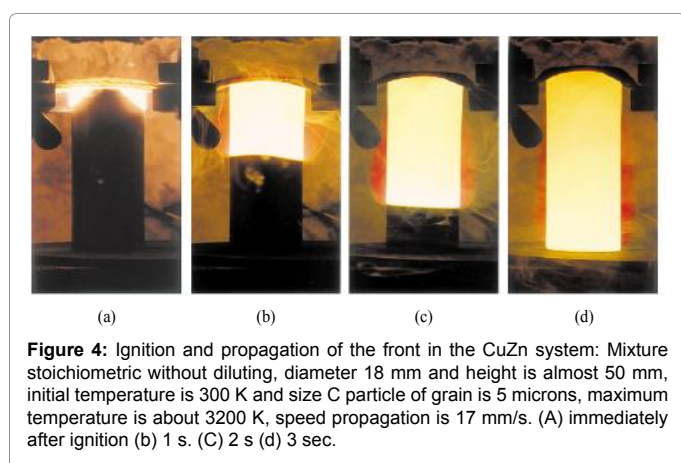 (a) (b) (c) (d)
Figure 4: Ignition and propagation of the front in the CuZn system: Mixture
stoichiometric without diluting, diameter 18 mm and height is almost 50 mm,
initial temperature is 300 K and size C particle of grain is 5 microns, maximum
temperature is about 3200 K, speed propagation is 17 mm/s. (A) immediately
after ignition (b) 1 s. (C) 2 s (d) 3 sec.